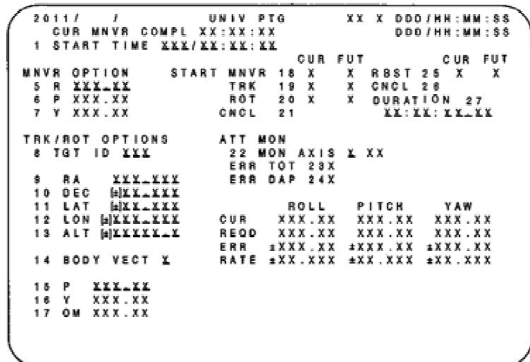 2011/ / UNIV PTG XX X DDD/HH:MM:SS
CUR MNVR COMPL XX:XX:XX DDD/HH:MM:SS
1 START TIME XXX/XX:XX:XX
CUR FUT CUR FUT
MNVR OPTION START MNVR 18 X X RBST 25 X X
5 R XXX.XX TRK 19 X X CNCL 26
6 P XXX.XX ROT 20 X X DURATION 27
7 Y XXX.XX CNCL 21 XX:XX:XX.XX
TRK/ROT OPTIONS ATT MON
8 TGT ID XXX 22 MON AXIS X XX
ERR TOT 23X
9 RA XXX.XXX ERR DAP 24X
10 DEC [±]XX.XXX
11 LAT [±]XX.XXX ROLL PITCH YAW
12 LON [±]XXX.XXX CUR XXX.XX XXX.XX XXX.XX
13 ALT [±]XXXXX.X REQD XXX.XX XXX.XX XXX.XX
ERR ±XXX.XX ±XXX.XX ±XXX.XX
14 BODY VECT X RATE ±XX.XXX ±XX.XXX ±XX.XXX
15 P XXX.XX
16 Y XXX.XX
17 OM XXX.XX